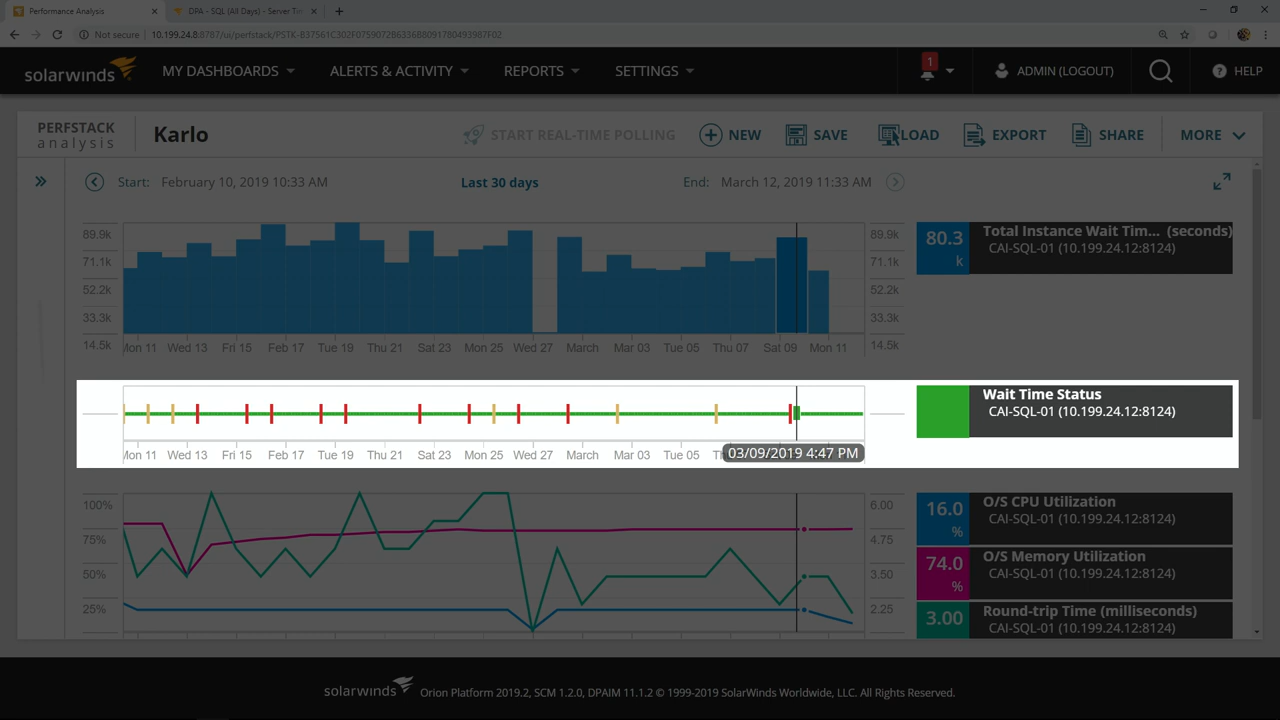 Performance Analysis
DPA - SQL (All Days) - Server Tim
Not secure 10.199.24.8:8787/ui/perfstack/PSTK-B37561C302F0759072B6336B8091780493987F02
solarwinds MY DASHBOARDS ALERTS & ACTIVITY REPORTS SETTINGS 1 ADMIN (LOGOUT) HELP
PERFSTACK
analysis
Karlo
START REAL-TIME POLLING NEW SAVE LOAD EXPORT SHARE MORE
Start: February 10, 2019 10:33 AM Last 30 days End: March 12, 2019 11:33 AM
89.9k
71.1k
52.2k
33.3k
14.5k
89.9k
71.1k
52.2k
33.3k
14.5k
Mon 11 Wed 13 Fri 15 Feb 17 Tue 19 Thu 21 Sat 23 Mon 25 Wed 27 March Mar 03 Tue 05 Thu 07 Sat 09 Mon 11
80.3
k
Total Instance Wait Tim... (seconds)
CAI-SQL-01 (10.199.24.12:8124)
Mon 11 Wed 13 Fri 15 Feb 17 Tue 19 Thu 21 Sat 23 Mon 25 Wed 27 March Mar 03 Tue 05
03/09/2019 4:47 PM
Wait Time Status
CAI-SQL-01 (10.199.24.12:8124)
100%
75%
50%
25%
6.00
4.75
3.50
2.25
16.0
%
O/S CPU Utilization
CAI-SQL-01 (10.199.24.12:8124)
74.0
%
O/S Memory Utilization
CAI-SQL-01 (10.199.24.12:8124)
3.00
Round-trip Time (milliseconds)
CAI-SQL-01 (10.199.24.12:8124)
solarwinds Orion Platform 2019.2, SCM 1.2.0, DPAIM 11.1.2 © 1999-2019 SolarWinds Worldwide, LLC. All Rights Reserved.